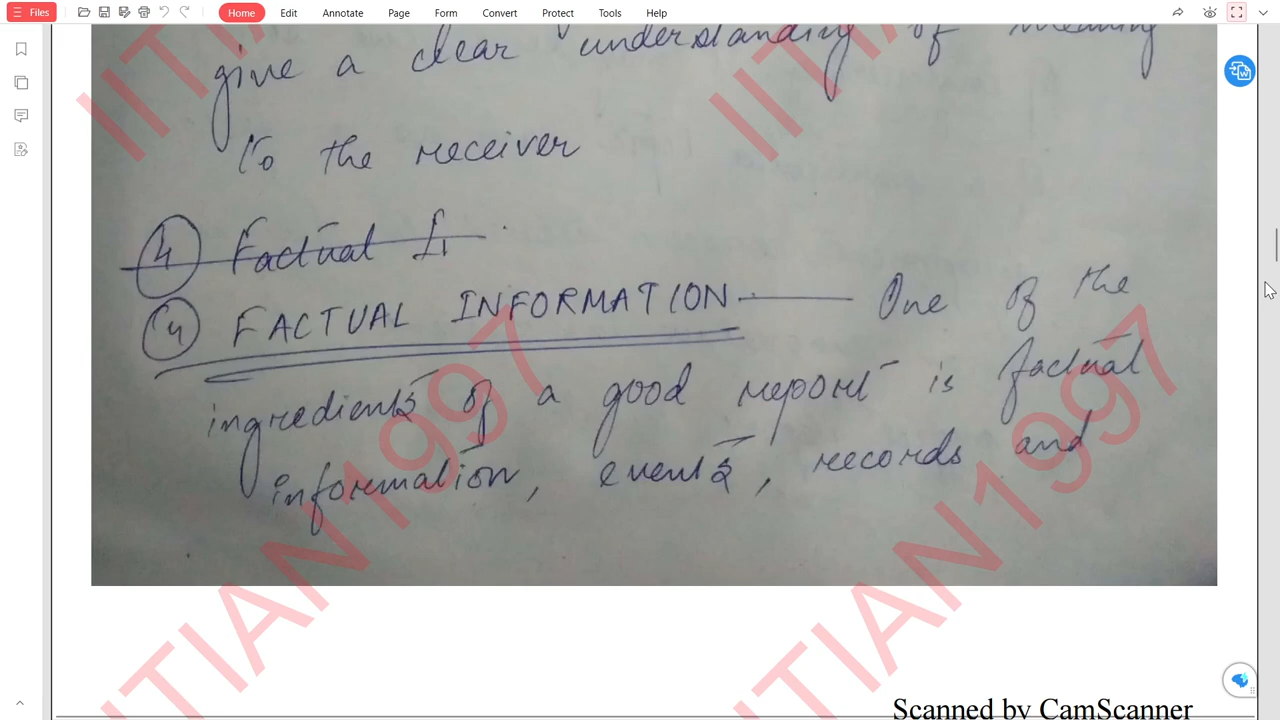 Files
Home Edit Annotate Page Form Convert Protect Tools Help
give a clear understanding of meaning
to the receiver
4 Factual I
4 FACTUAL INFORMATION — One of the
ingredients of a good report is factual
information, events, records and
IITIAN1997
Scanned by CamScanner